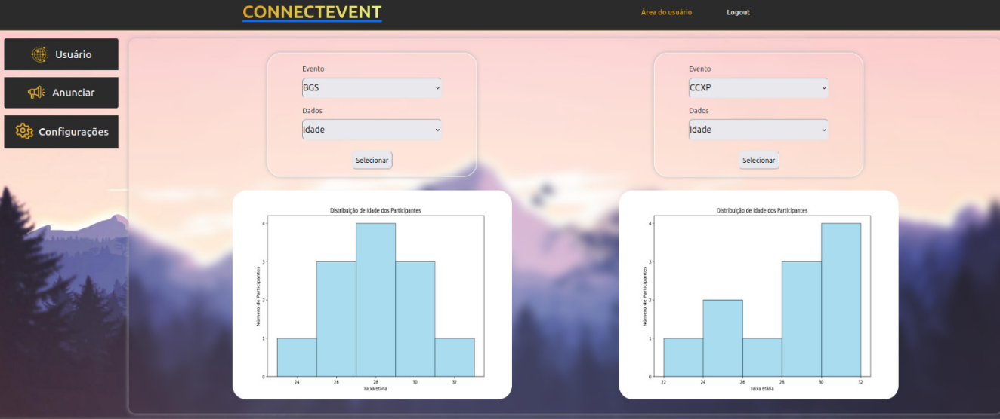 CONNECTEVENT
Área do usuário
Logout
Usuário
Anunciar
Configurações
Evento
BGS
Dados
Idade
Selecionar
Distribuição de Idade dos Participantes
Número de Participantes
4
3
2
1
0
24 26 28 30 32
Faixa Etária
Evento
CCXP
Dados
Idade
Selecionar
Distribuição de Idade dos Participantes
Número de Participantes
4
3
2
1
0
22 24 26 28 30 32
Faixa Etária